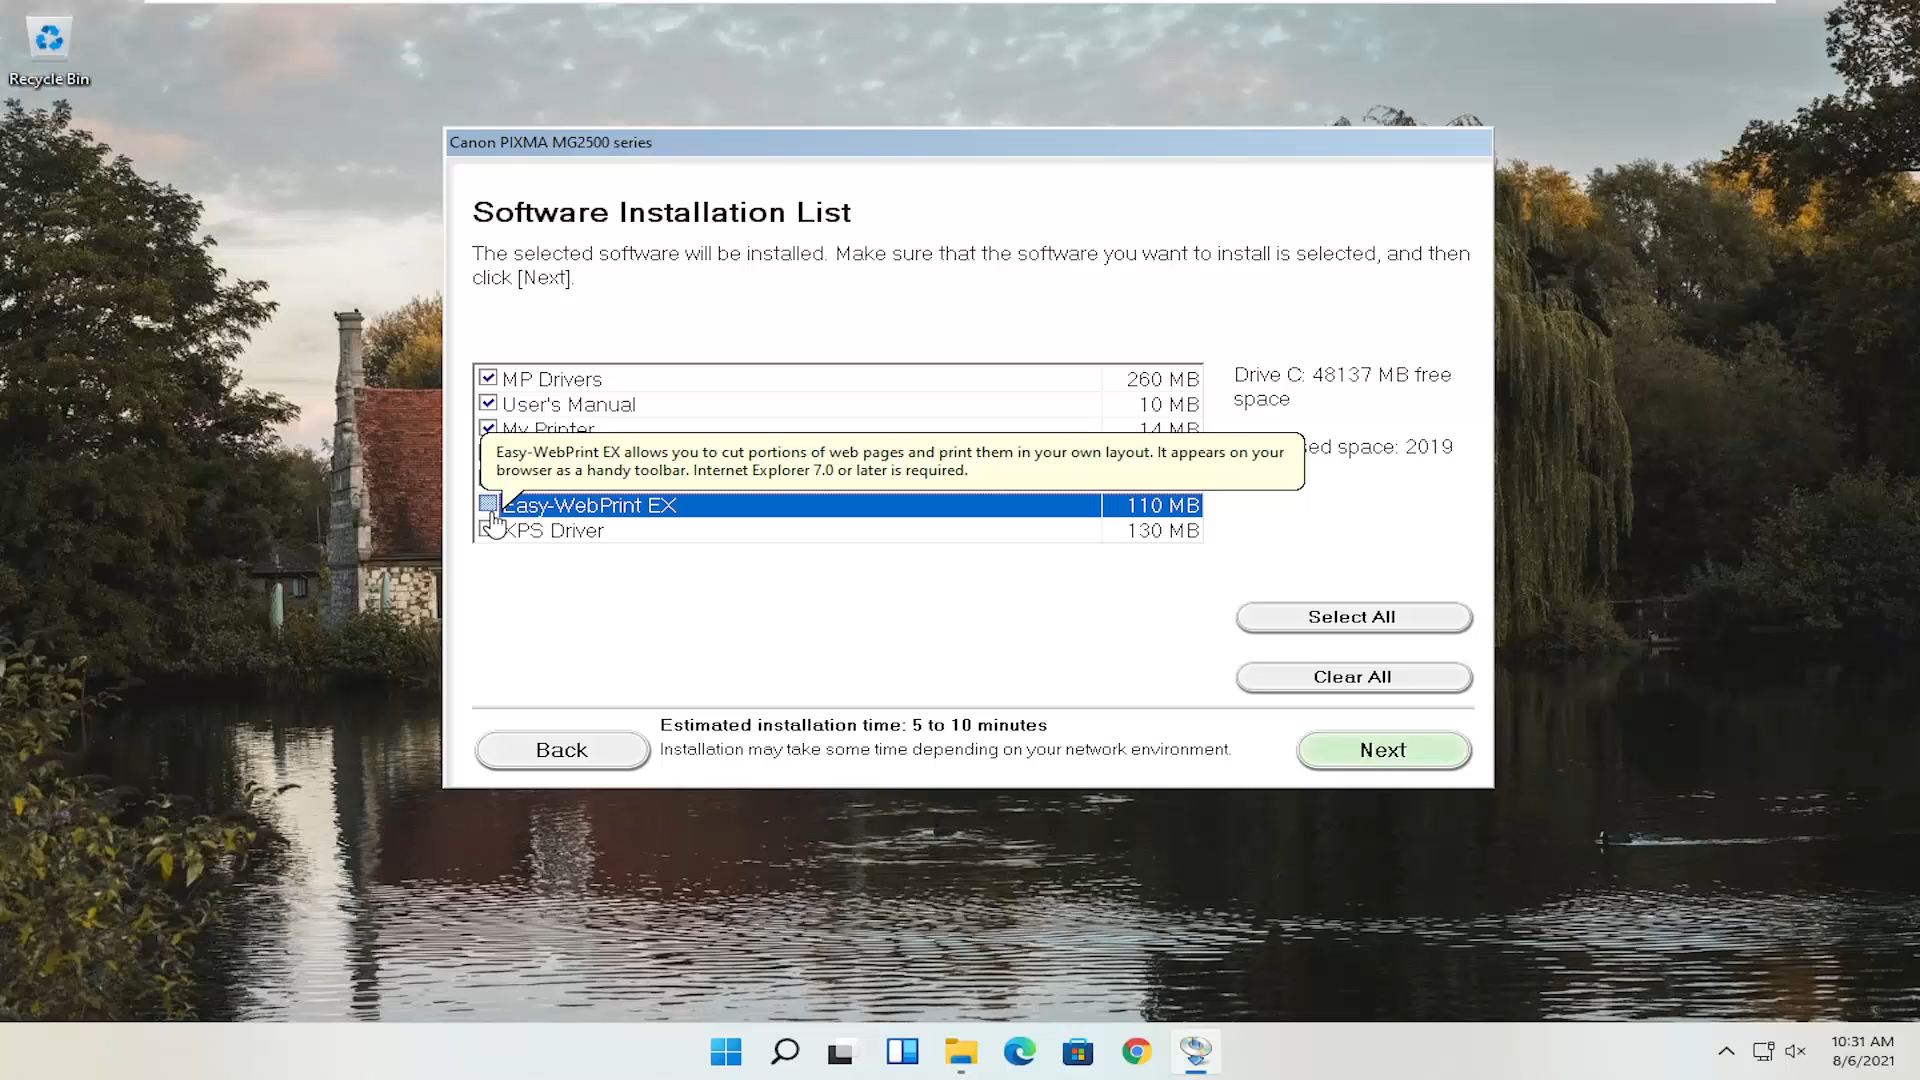 Recycle Bin
Canon PIXMA MG2500 series
Software Installation List
The selected software will be installed. Make sure that the software you want to install is selected, and then
click [Next].
MP Drivers 260 MB
User's Manual 10 MB
My Printer 14 MB
Drive C: 48137 MB free
space
Easy-WebPrint EX allows you to cut portions of web pages and print them in your own layout. It appears on your
browser as a handy toolbar. Internet Explorer 7.0 or later is required.
space: 2019
Easy-WebPrint EX 110 MB
XPS Driver 130 MB
Select All
Clear All
Estimated installation time: 5 to 10 minutes
Installation may take some time depending on your network environment.
Back
Next
10:31 AM
8/6/2021